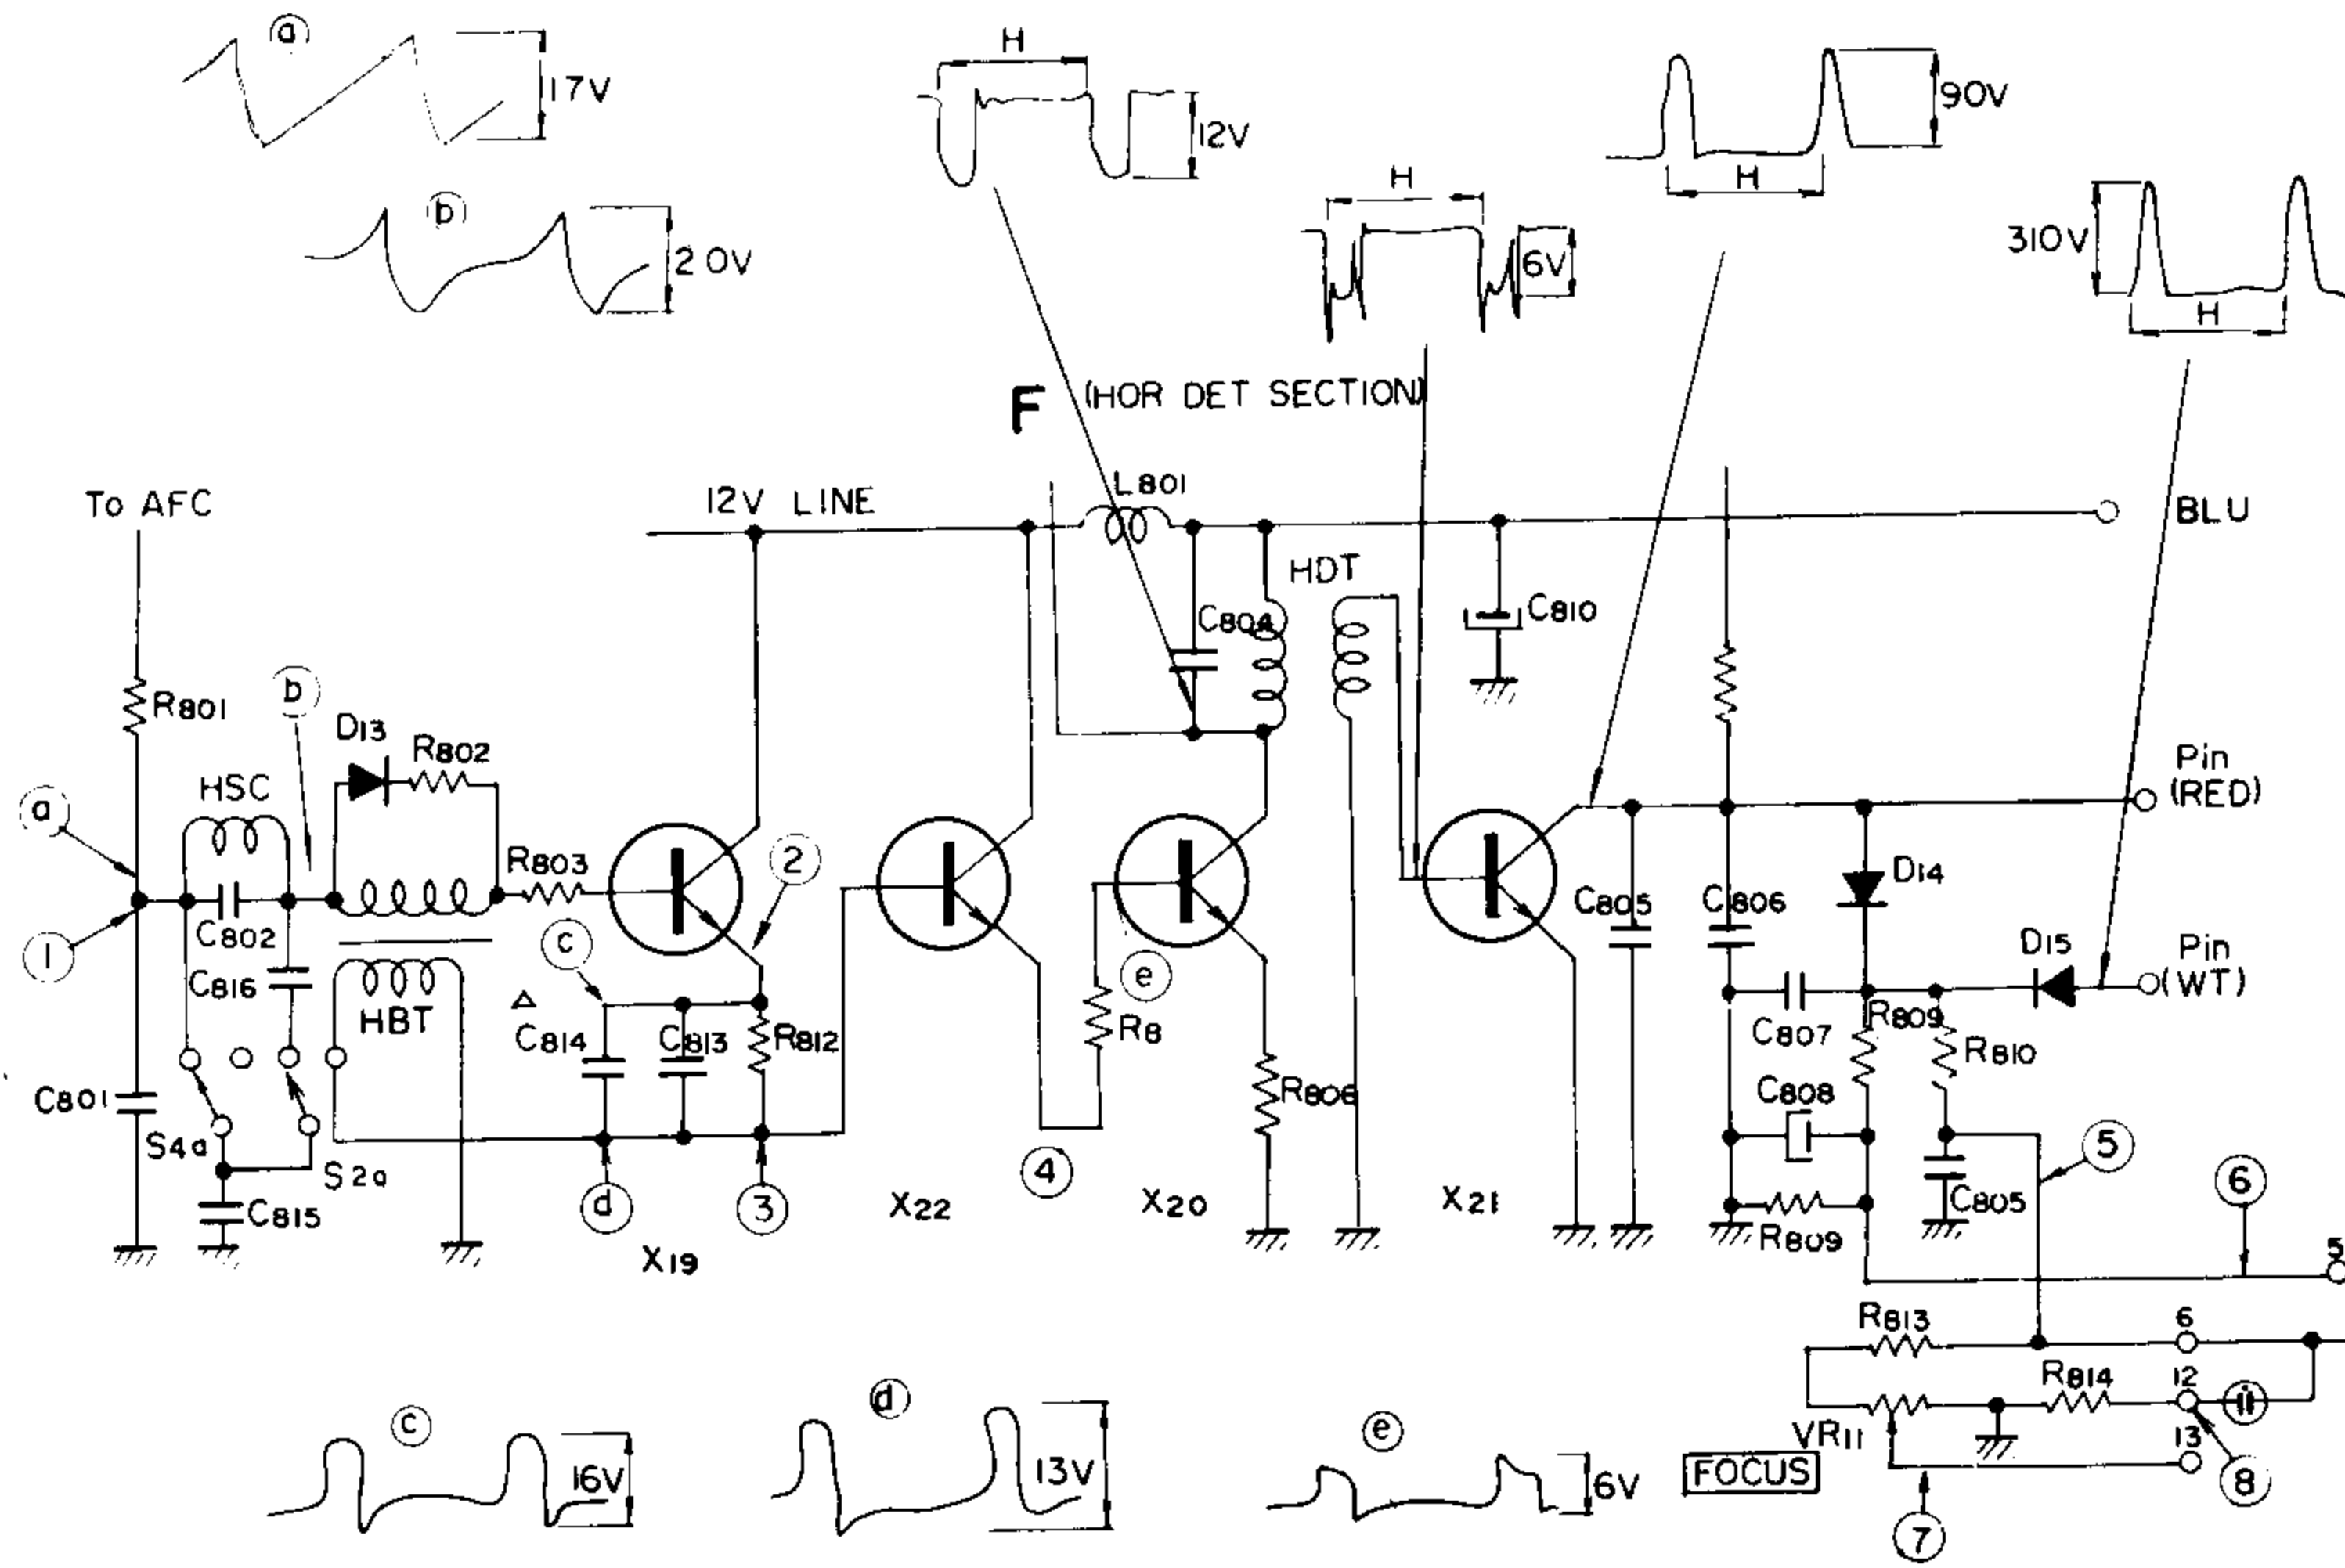 a
17V
b
2.0V
H
12V
H
6V
H
90V
310V
H
F (HOR DET SECTION)
To AFC
12V LINE
L801
BLU
HDT
C804
C810
R801
b
D13
R802
HSC
a
Pin
(RED)
R803
2
D14
C802
c
C805
C806
1
D15
Pin
(WT)
C816
e
HBT
C814
C813
R812
R8
C807
R809
R810
C801
R806
C808
S4a
S2a
5
4
6
C815
d
3
X22
X20
X21
C805
R809
X19
5
R813
6
R814
12
VR11
13
FOCUS
8
7
c
16V
d
13V
e
6V